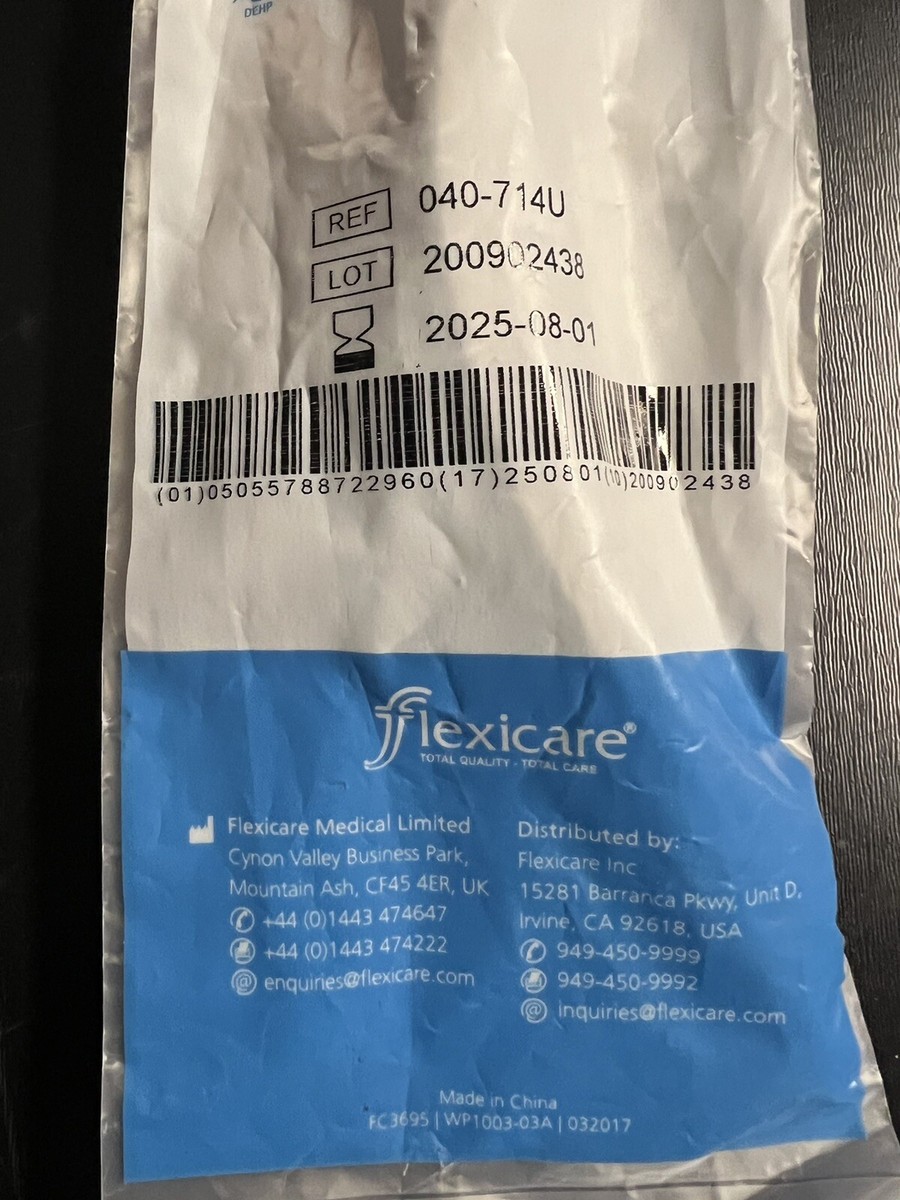 DEHP
REF 040-714U
LOT 200902438
2025-08-01
(01)05055788722960(17)250801(10)200902438
flexicare®
TOTAL QUALITY - TOTAL CARE
Flexicare Medical Limited
Cynon Valley Business Park,
Mountain Ash, CF45 4ER, UK
+44 (0)1443 474647
+44 (0)1443 474222
enquiries@flexicare.com
Distributed by:
Flexicare Inc
15281 Barranca Pkwy, Unit D,
Irvine, CA 92618, USA
949-450-9999
949-450-9992
inquiries@flexicare.com
Made in China
FC3695 | WP1003-03A | 032017